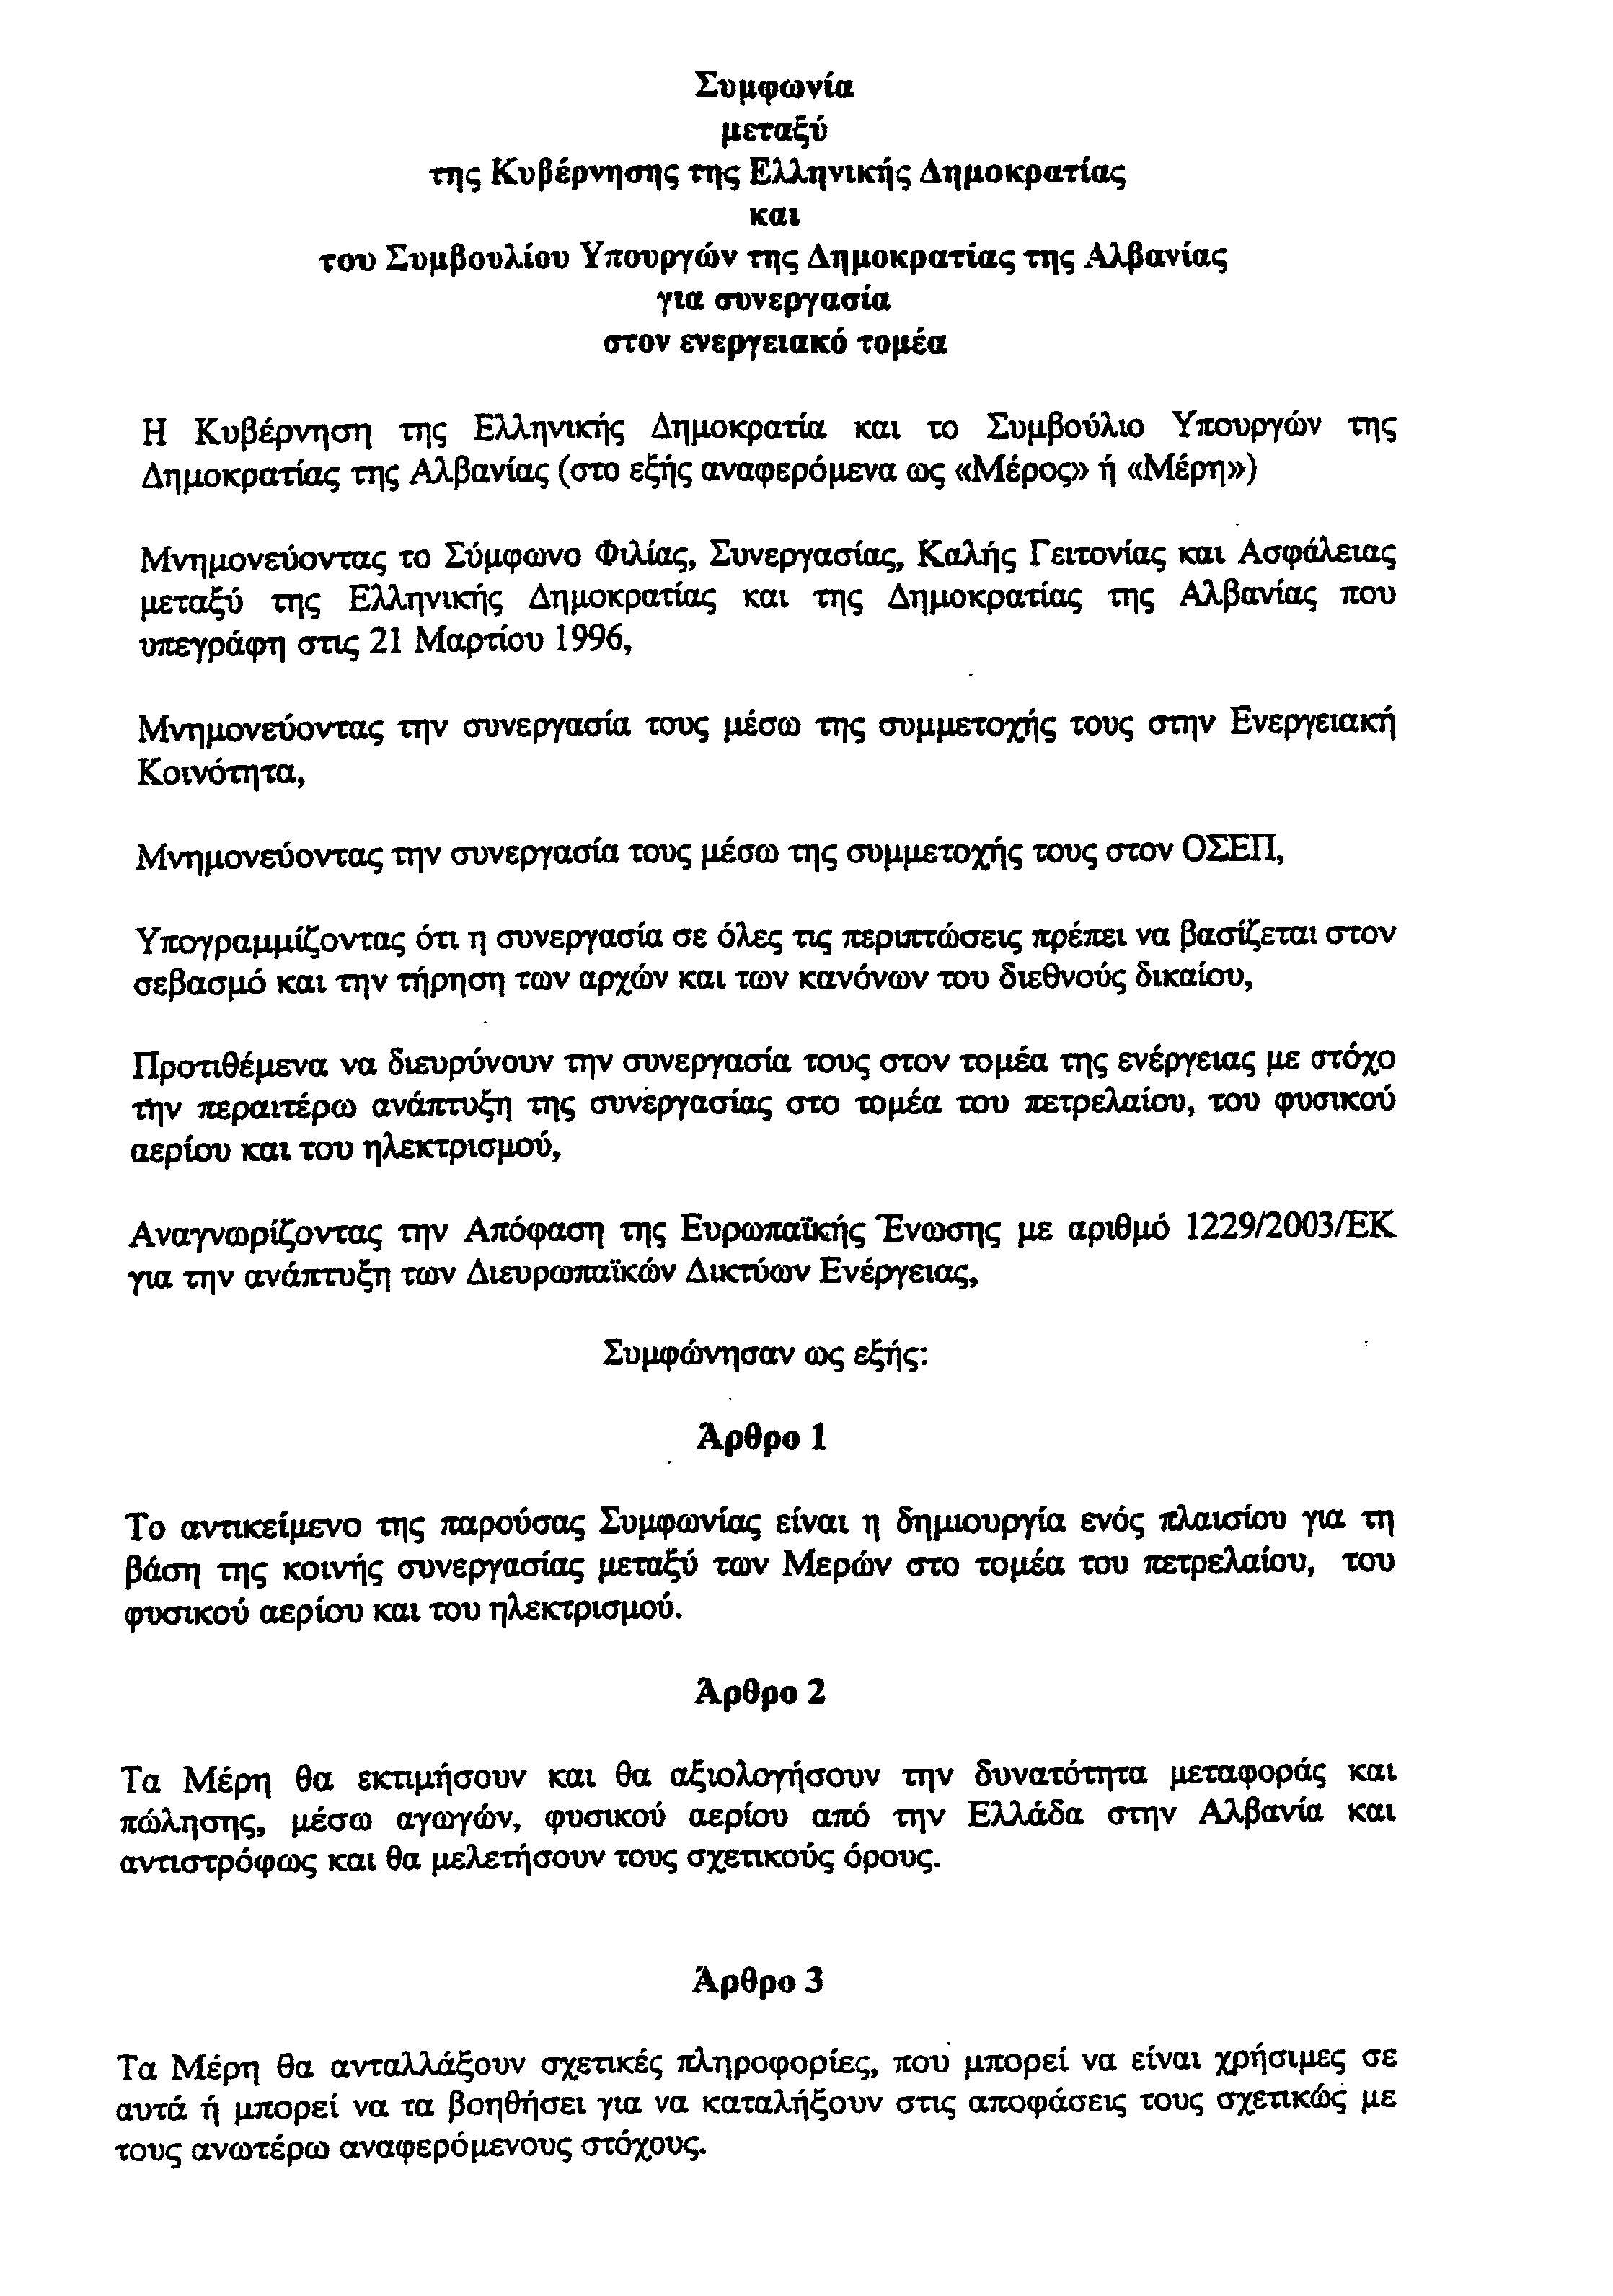 Συμφωνία
μεταξύ
της Κυβέρνησης της Ελληνικής Δημοκρατίας
και
του Συμβουλίου Υπουργών της Δημοκρατίας της Αλβανίας
για συνεργασία
στον ενεργειακό τομέα
Η Κυβέρνηση της Ελληνικής Δημοκρατία και το Συμβούλιο Υπουργών της
Δημοκρατίας της Αλβανίας (στο εξής αναφερόμενα ως «Μέρος» ή «Μέρη»)
Μνημονεύοντας το Σύμφωνο Φιλίας, Συνεργασίας, Καλής Γειτονίας και Ασφάλειας
μεταξύ της Ελληνικής Δημοκρατίας και της Δημοκρατίας της Αλβανίας που
υπεγράφη στις 21 Μαρτίου 1996,
Μνημονεύοντας την συνεργασία τους μέσω της συμμετοχής τους στην Ενεργειακή
Κοινότητα,
Μνημονεύοντας την συνεργασία τους μέσω της συμμετοχής τους στον ΟΣΕΠ,
Υπογραμμίζοντας ότι η συνεργασία σε όλες τις περιπτώσεις πρέπει να βασίζεται στον
σεβασμό και την τήρηση των αρχών και των κανόνων του διεθνούς δικαίου,
Προτιθέμενα να διευρύνουν την συνεργασία τους στον τομέα της ενέργειας με στόχο
την περαιτέρω ανάπτυξη της συνεργασίας στο τομέα του πετρελαίου, του φυσικού
αερίου και του ηλεκτρισμού,
Αναγνωρίζοντας την Απόφαση της Ευρωπαϊκής Ένωσης με αριθμό 1229/2003/ΕΚ
για την ανάπτυξη των Διευρωπαϊκών Δικτύων Ενέργειας,
Συμφώνησαν ως εξής:
Άρθρο 1
Το αντικείμενο της παρούσας Συμφωνίας είναι η δημιουργία ενός πλαισίου για τη
βάση της κοινής συνεργασίας μεταξύ των Μερών στο τομέα του πετρελαίου, του
φυσικού αερίου και του ηλεκτρισμού.
Άρθρο 2
Τα Μέρη θα εκτιμήσουν και θα αξιολογήσουν την δυνατότητα μεταφοράς και
πώλησης, μέσω αγωγών, φυσικού αερίου από την Ελλάδα στην Αλβανία και
αντιστρόφως και θα μελετήσουν τους σχετικούς όρους.
Άρθρο 3
Τα Μέρη θα ανταλλάξουν σχετικές πληροφορίες, που μπορεί να είναι χρήσιμες σε
αυτά ή μπορεί να τα βοηθήσει για να καταλήξουν στις αποφάσεις τους σχετικώς με
τους ανωτέρω αναφερόμενους στόχους.